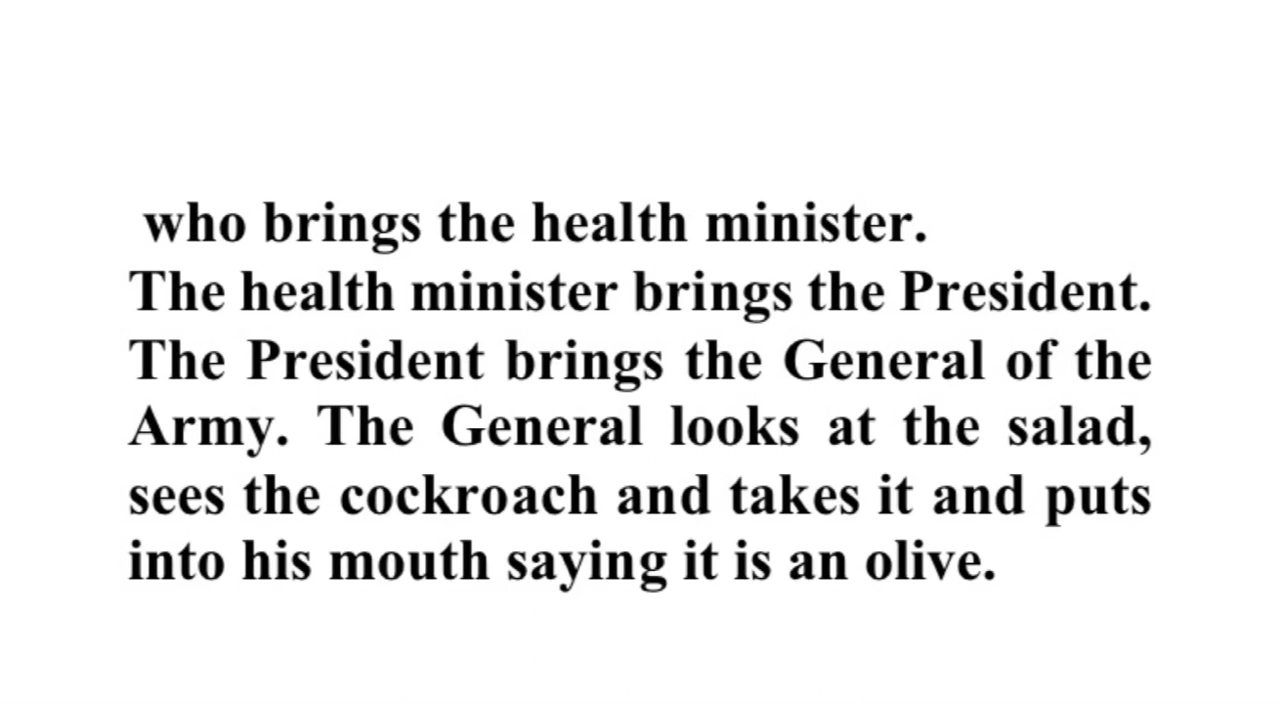 who brings the health minister.
The health minister brings the President.
The President brings the General of the
Army. The General looks at the salad,
sees the cockroach and takes it and puts
into his mouth saying it is an olive.